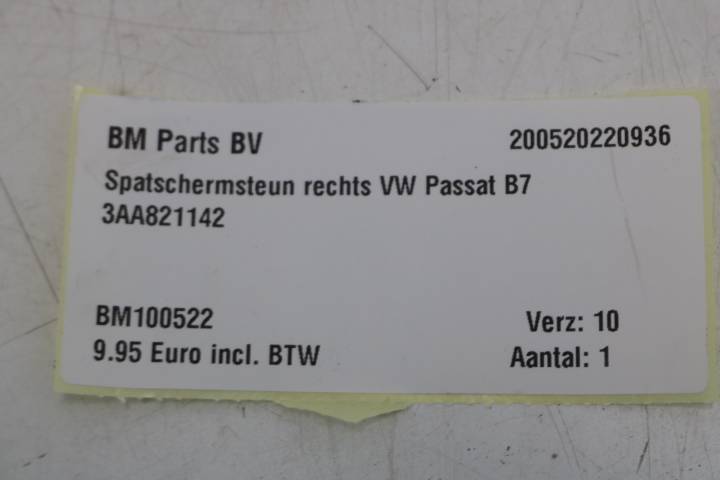 BM Parts BV 200520220936
Spatschermsteun rechts VW Passat B7
3AA821142
BM100522 Verz: 10
9.95 Euro incl. BTW Aantal: 1